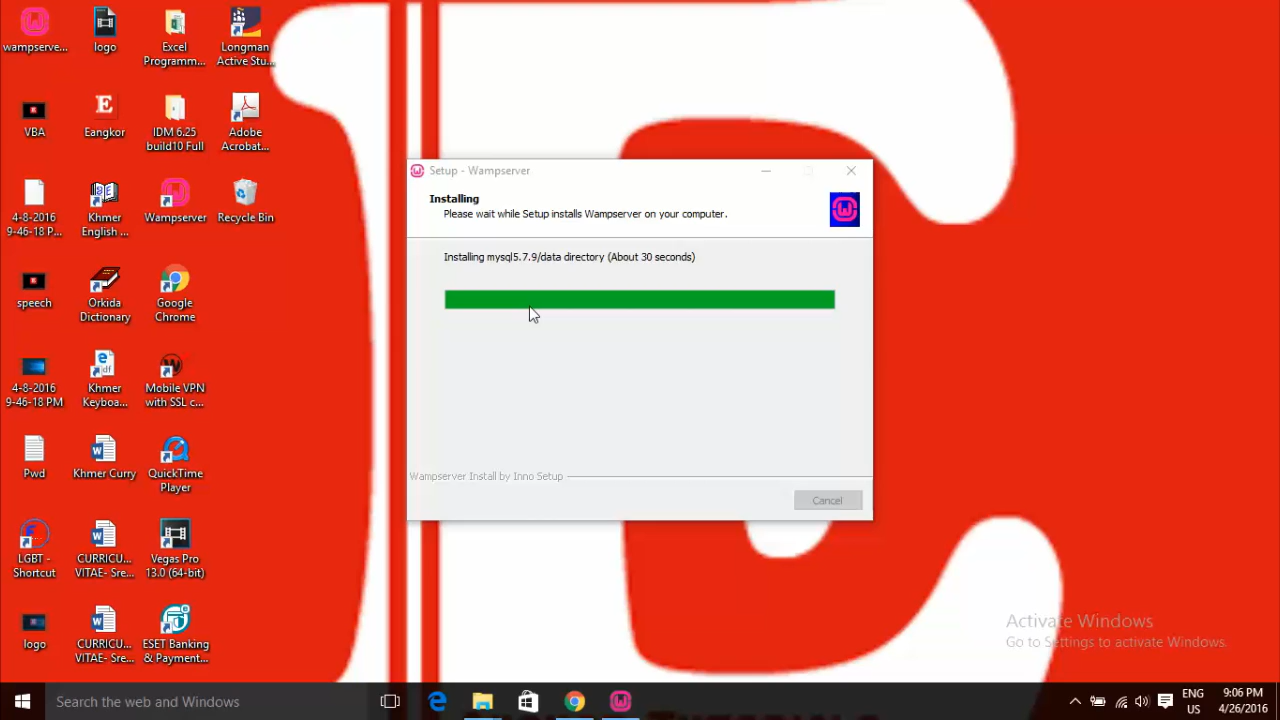 wampserve...
logo
Excel
Programm...
Longman
Active Stu...
VBA
Eangkor
IDM 6.25
build10 Full
Adobe
Acrobat...
4-8-2016
9-46-18 P...
Khmer
English ...
Wampserver
Recycle Bin
speech
Orkida
Dictionary
Google
Chrome
4-8-2016
9-46-18 PM
Khmer
Keyboa...
Mobile VPN
with SSL c...
Pwd
Khmer Curry
QuickTime
Player
LGBT -
Shortcut
CURRICU...
VITAE- Sre...
Vegas Pro
13.0 (64-bit)
logo
CURRICU...
VITAE- Sre...
ESET Banking
& Payment...
Setup - Wampserver
Installing
Please wait while Setup installs Wampserver on your computer.
Installing mysql5.7.9/data directory (About 30 seconds)
Wampserver Install by Inno Setup
Cancel
Activate Windows
Go to Settings to activate Windows.
Search the web and Windows
ENG
US
9:06 PM
4/26/2016